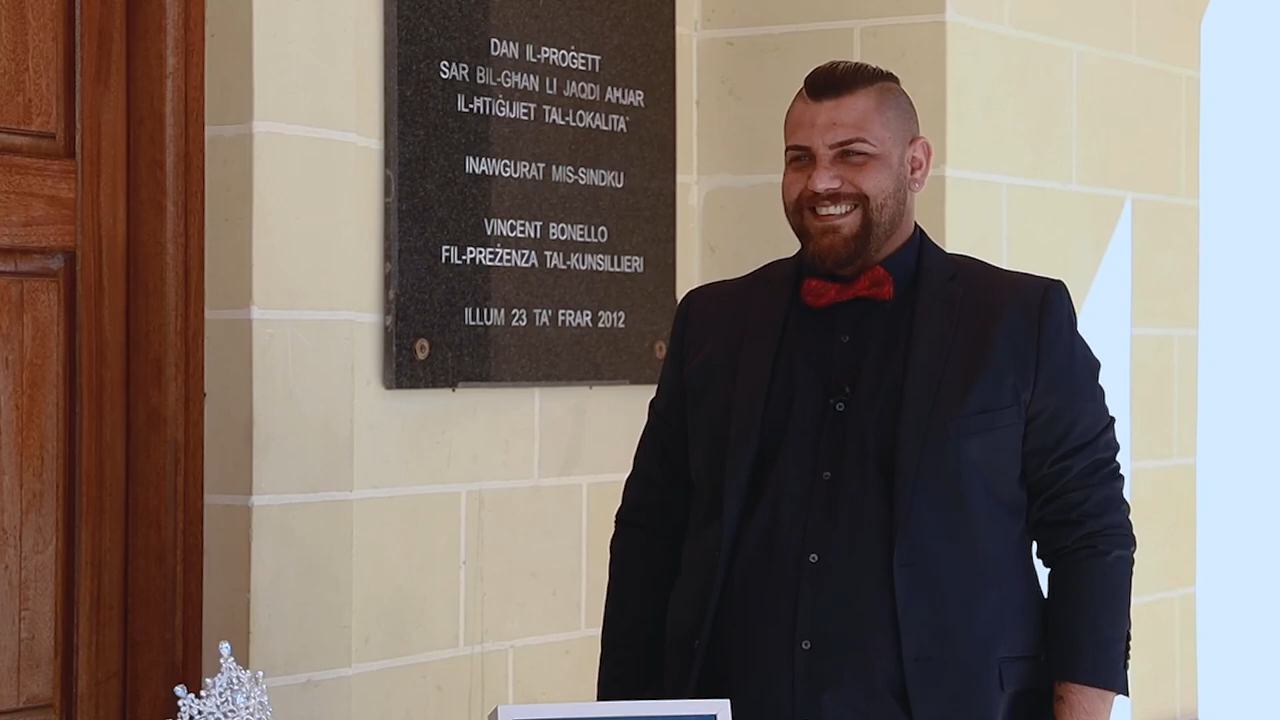 DAN IL-PROĠETT
SAR BIL-GĦAN LI JAQDI AĦJAR
IL-ĦTIĠIJIET TAL-LOKALITA`
INAWGURAT MIS-SINDKU
VINCENT BONELLO
FIL-PREŻENZA TAL-KUNSILLIERI
ILLUM 23 TA' FRAR 2012